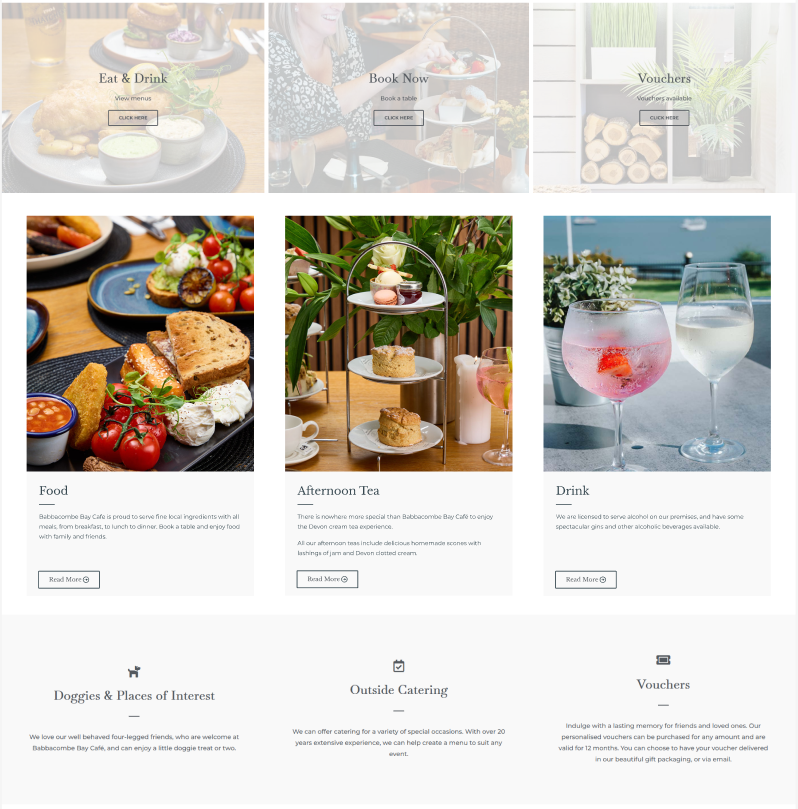 Eat & Drink
View menus
CLICK HERE
Book Now
Book a table
CLICK HERE
Vouchers
Vouchers available
CLICK HERE
Food
Babbacombe Bay Cafe is proud to serve fine local ingredients with all
meals, from breakfast, to lunch to dinner. Book a table and enjoy food
with family and friends.
Read More
Afternoon Tea
There is nowhere more special than Babbacombe Bay Café to enjoy
the Devon cream tea experience.
All our afternoon teas include delicious homemade scones with
lashings of jam and Devon clotted cream.
Read More
Drink
We are licensed to serve alcohol on our premises, and have some
spectacular gins and other alcoholic beverages available.
Read More
Doggies & Places of Interest
We love our well behaved four-legged friends, who are welcome at
Babbacombe Bay Café, and can enjoy a little doggie treat or two.
Outside Catering
We can offer catering for a variety of special occasions. With over 20
years extensive experience, we can help create a menu to suit any
event.
Vouchers
Indulge with a lasting memory for friends and loved ones. Our
personalised vouchers can be purchased for any amount and are
valid for 12 months. You can choose to have your voucher delivered
in our beautiful gift packaging, or via email.